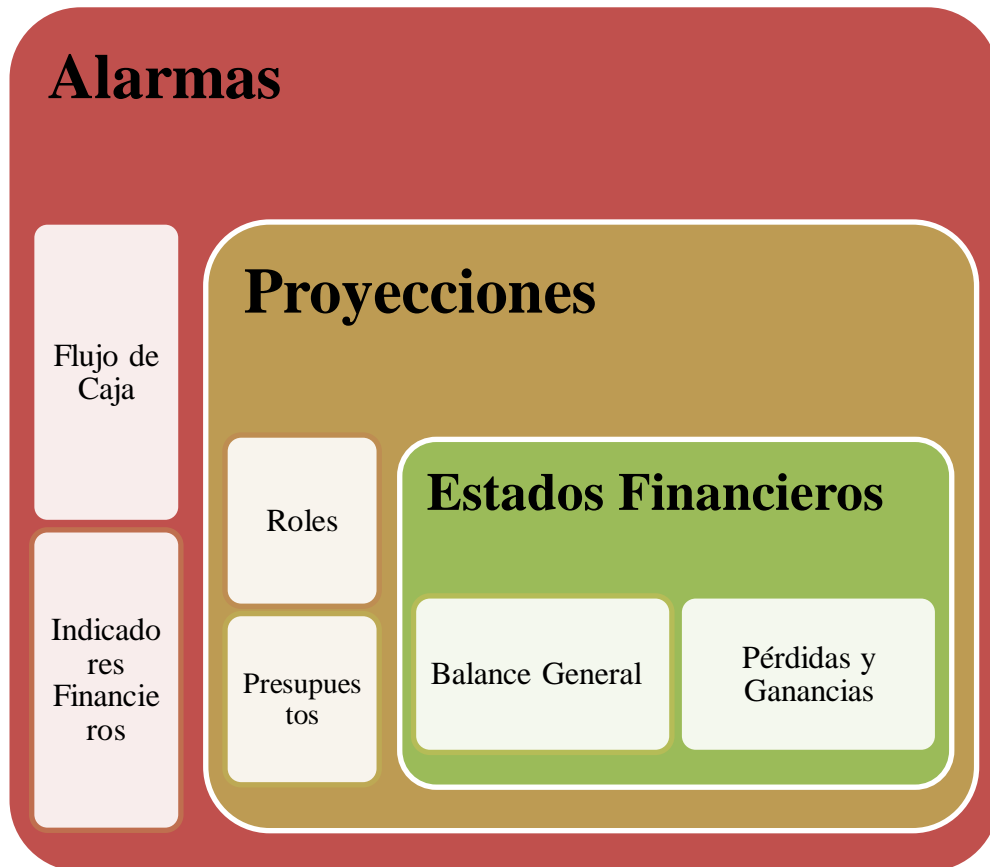 Alarmas
Flujo de
Caja
Indicado
res
Financie
ros
Proyecciones
Roles
Presupues
tos
Estados Financieros
Balance General
Pérdidas y
Ganancias